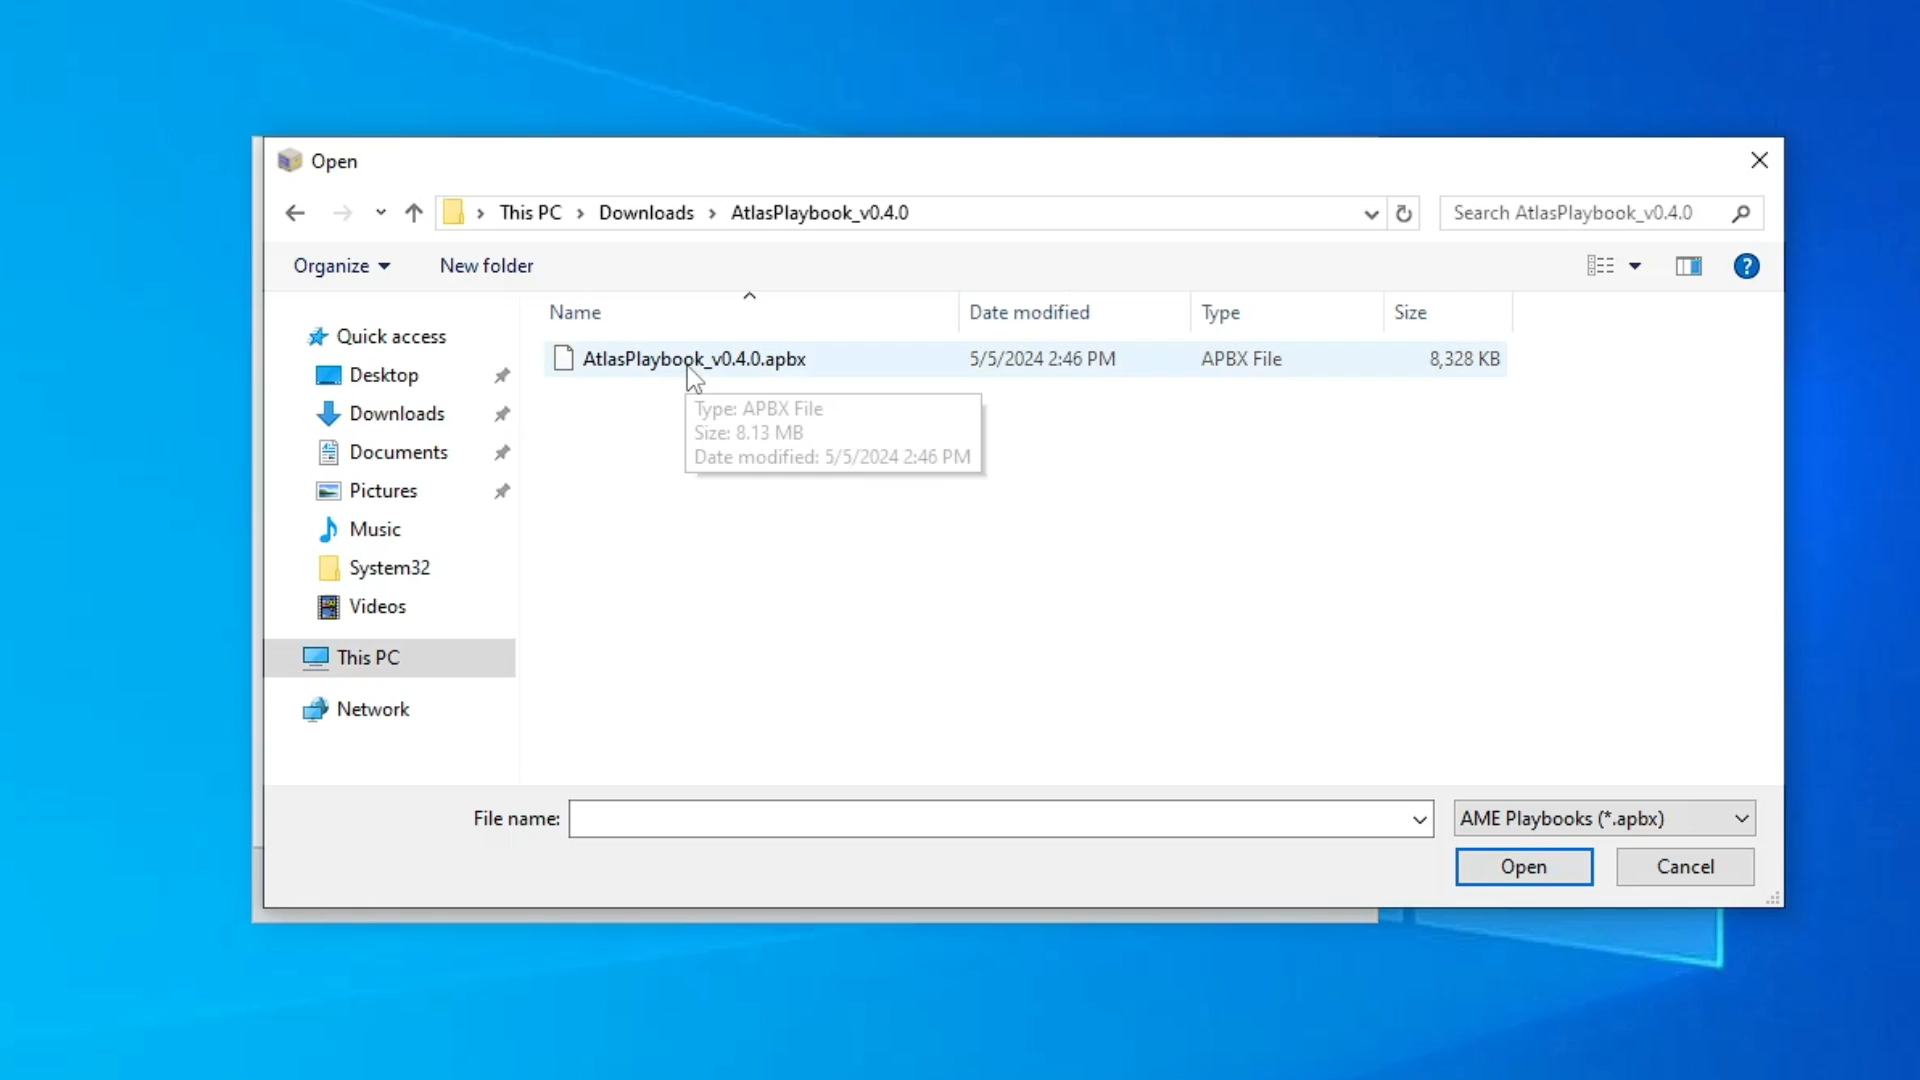 Open
This PC Downloads AtlasPlaybook_v0.4.0
Search AtlasPlaybook_v0.4.0
Organize New folder
?
Name Date modified Type Size
AtlasPlaybook_v0.4.0.apbx 5/5/2024 2:46 PM APBX File 8,328 KB
Type: APBX File
Size: 8.13 MB
Date modified: 5/5/2024 2:46 PM
Quick access
Desktop
Downloads
Documents
Pictures
Music
System32
Videos
This PC
Network
File name: AME Playbooks (*.apbx)
Open Cancel